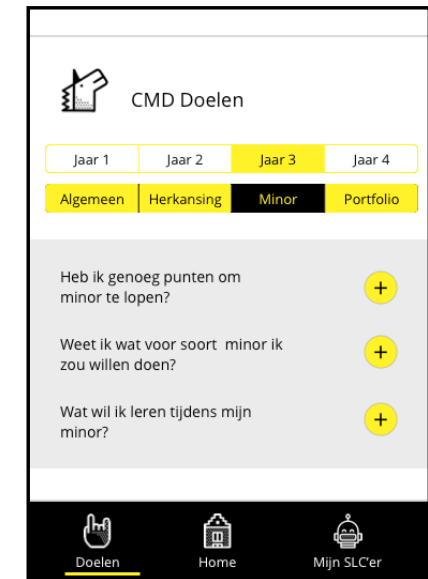 CMD Doelen
Jaar 1 Jaar 2 Jaar 3 Jaar 4
Algemeen Herkansing Minor Portfolio
Heb ik genoeg punten om
minor te lopen?
Weet ik wat voor soort minor ik
zou willen doen?
Wat wil ik leren tijdens mijn
minor?
Doelen Home Mijn SLC'er